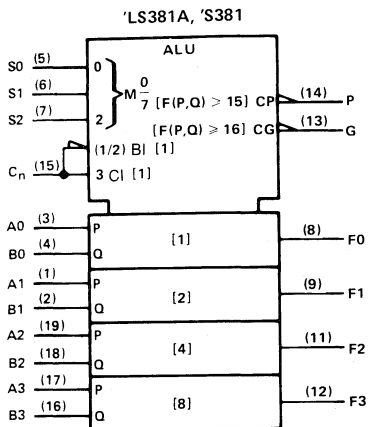 'LS381A, 'S381
ALU
S0 (5) 0
S1 (6) M 0/7 [F(P,Q) ⩾ 15] CP (14) P
S2 (7) 2 [F(P,Q) ⩾ 16] CG (13) G
(1/2) BI [1]
Cn (15) 3 CI [1]
A0 (3) P [1] (8) F0
B0 (4) Q
A1 (1) P [2] (9) F1
B1 (2) Q
A2 (19) P [4] (11) F2
B2 (18) Q
A3 (17) P [8] (12) F3
B3 (16) Q